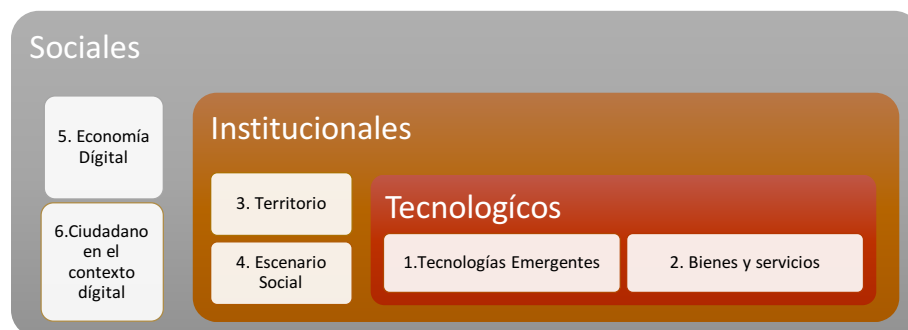 Sociales
5. Economía
Dígital
6.Ciudadano
en el
contexto
dígital
Institucionales
3. Territorio
4. Escenario
Social
Tecnologícos
1.Tecnologías Emergentes
2. Bienes y servicios